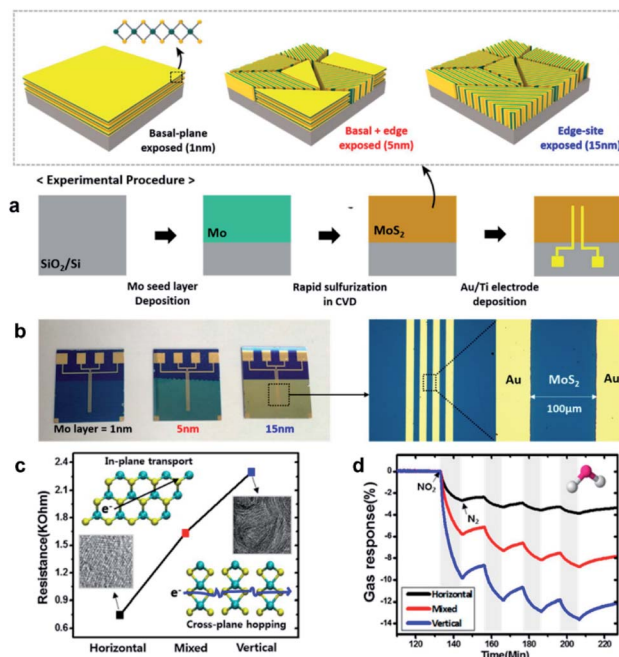 Basal-plane
exposed (1nm)
Basal + edge
exposed (5nm)
Edge-site
exposed (15nm)
< Experimental Procedure >
a
SiO₂/Si
Mo
MoS₂
Mo seed layer
Deposition
Rapid sulfurization
in CVD
Au/Ti electrode
deposition
b
Mo layer = 1nm
5nm
15nm
Au
MoS₂
Au
100μm
c
In-plane transport
e⁻
e⁻
Cross-plane hopping
Resistance(KOhm)
2.4
2.1
1.8
1.5
1.2
0.9
0.6
Horizontal
Mixed
Vertical
d
NO₂
N₂
Gas response(%)
0
-2
-4
-6
-8
-10
-12
-14
Horizontal
Mixed
Vertical
120
140
160
180
200
220
Time(Min)